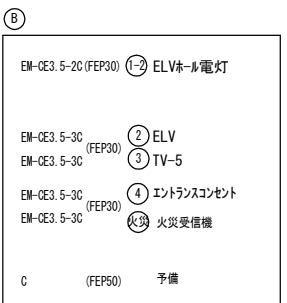 B
EM-CE3.5-2C(FEP30) 1-2 ELVホール電灯
EM-CE3.5-3C (FEP30) 2 ELV
EM-CE3.5-3C 3 TV-5
EM-CE3.5-3C (FEP30) 4 エントランスコンセント
EM-CE3.5-3C 火災 火災受信機
C (FEP50) 予備